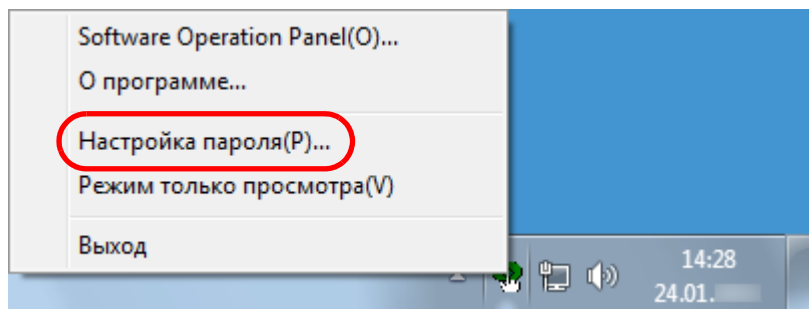 Software Operation Panel(O)...
О программе...
Настройка пароля(P)...
Режим только просмотра(V)
Выход
14:28
24.01.